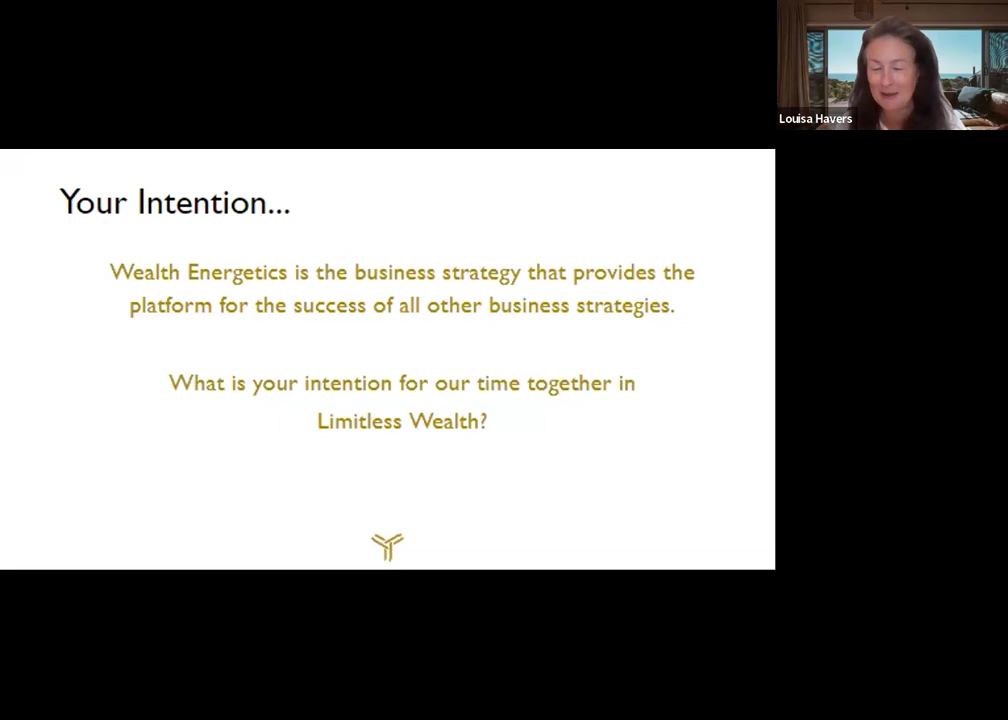 Louisa Havers
Your Intention...
Wealth Energetics is the business strategy that provides the
platform for the success of all other business strategies.
What is your intention for our time together in
Limitless Wealth?